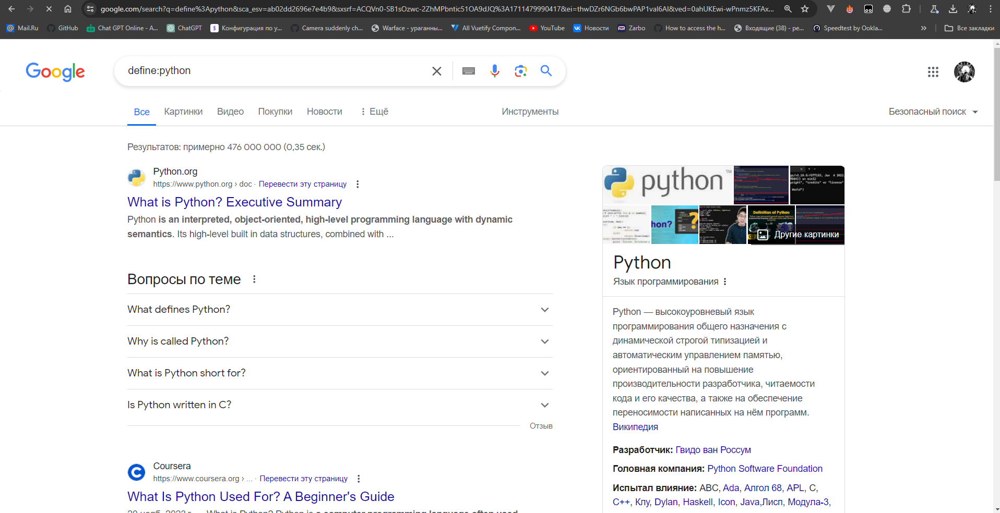 google.com/search?q=define%3Apython&sca_esv=ab02dd2696e7e4b9&sxsrf=ACQVn0-SB1sOzwc-2ZhMPbntic51OA9dJQ%3A1711479990417&ei=thwDZr6NGb6bwPAP1val6AI&ved=0ahUKEwi-wPnmz5KFAx...
Mail.Ru GitHub Chat GPT Online - A... ChatGPT Конфигурация по у... Camera suddenly ch... Warface - ураганны... All Vuetify Compon... YouTube Новости Zarbo How to access the h... Входящие (38) - ре... Speedtest by Ookla... Все закладки
Google
define:python
Все Картинки Видео Покупки Новости Ещё Инструменты Безопасный поиск
Результатов: примерно 476 000 000 (0,35 сек.)
Python.org
https://www.python.org › doc · Перевести эту страницу
What is Python? Executive Summary
Python is an interpreted, object-oriented, high-level programming language with dynamic
semantics. Its high-level built in data structures, combined with ...
Вопросы по теме
What defines Python?
Why is called Python?
What is Python short for?
Is Python written in C?
Отзыв
Coursera
https://www.coursera.org › ... · Перевести эту страницу
What Is Python Used For? A Beginner's Guide
python TM
hon?
Definition of Python
Другие картинки
Python
Язык программирования
Python — высокоуровневый язык
программирования общего назначения с
динамической строгой типизацией и
автоматическим управлением памятью,
ориентированный на повышение
производительности разработчика, читаемости
кода и его качества, а также на обеспечение
переносимости написанных на нём программ.
Википедия
Разработчик: Гвидо ван Россум
Головная компания: Python Software Foundation
Испытал влияние: ABC, Ada, Алгол 68, APL, C,
C++, Клу, Dylan, Haskell, Icon, Java,Лисп, Модула-3,